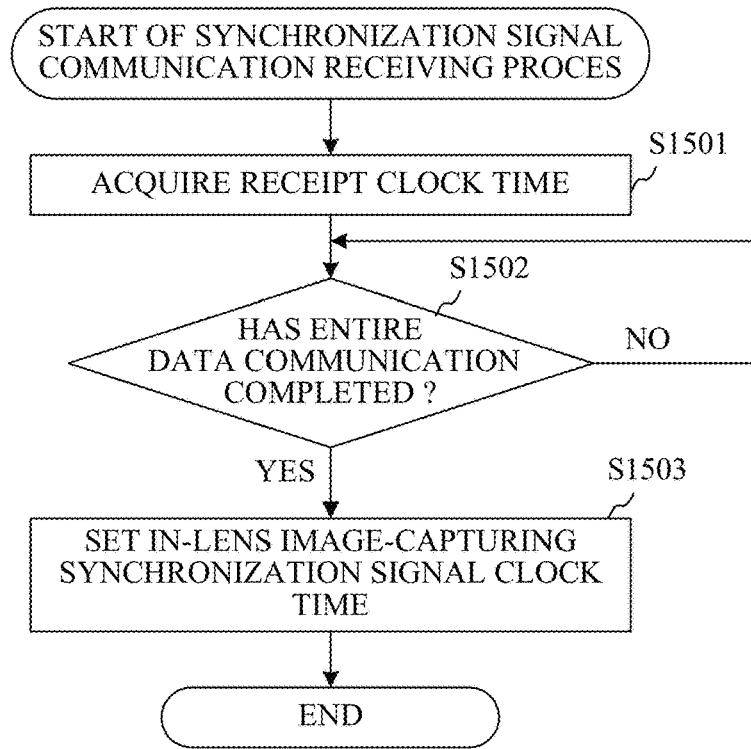 START OF SYNCHRONIZATION SIGNAL
COMMUNICATION RECEIVING PROCES
S1501
ACQUIRE RECEIPT CLOCK TIME
S1502
HAS ENTIRE
DATA COMMUNICATION
COMPLETED ?
NO
YES
S1503
SET IN-LENS IMAGE-CAPTURING
SYNCHRONIZATION SIGNAL CLOCK
TIME
END